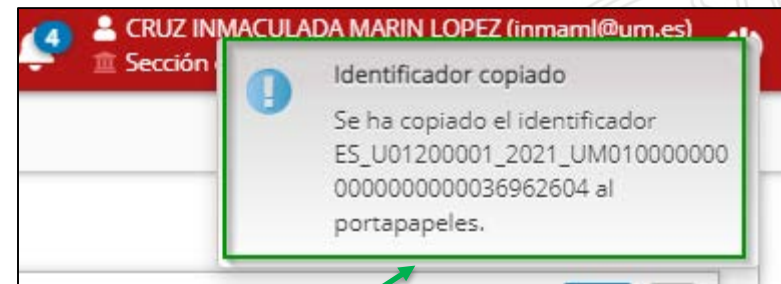 4
CRUZ INMACULADA MARIN LOPEZ (inmaml@um.es)
Sección
Identificador copiado
Se ha copiado el identificador
ES_U01200001_2021_UM010000000
0000000000036962604 al
portapapeles.